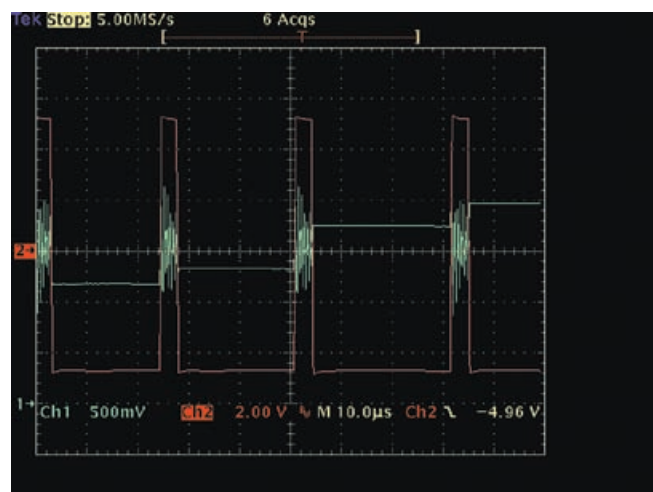 Tek Stop: 5.00MS/s 6 Acqs
T
2
1
Ch1 500mV Ch2 2.00 V M 10.0µs Ch2 -4.96 V